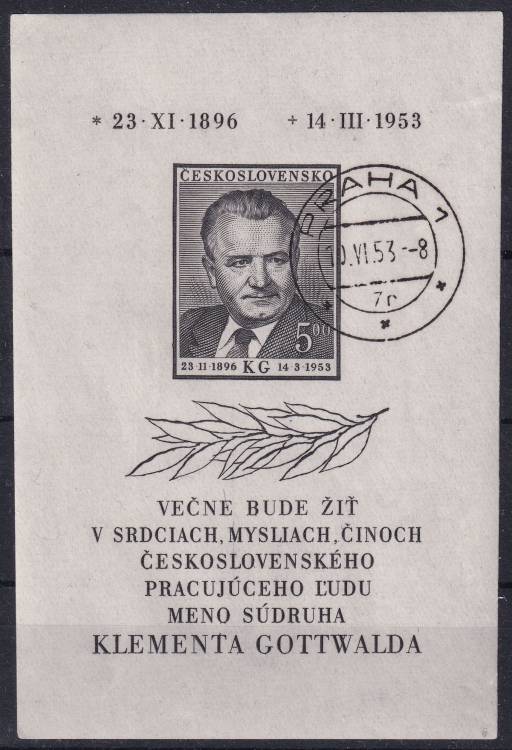 * 23·XI·1896 + 14·III·1953
ČESKOSLOVENSKO
PRAHA 1
10.VI.53--8
7r
5 00
23·11·1896 KG 14·3·1953
VEČNE BUDE ŽIŤ
V SRDCIACH, MYSLIACH, ČINOCH
ČESKOSLOVENSKÉHO
PRACUJÚCEHO ĽUDU
MENO SÚDRUHA
KLEMENTA GOTTWALDA